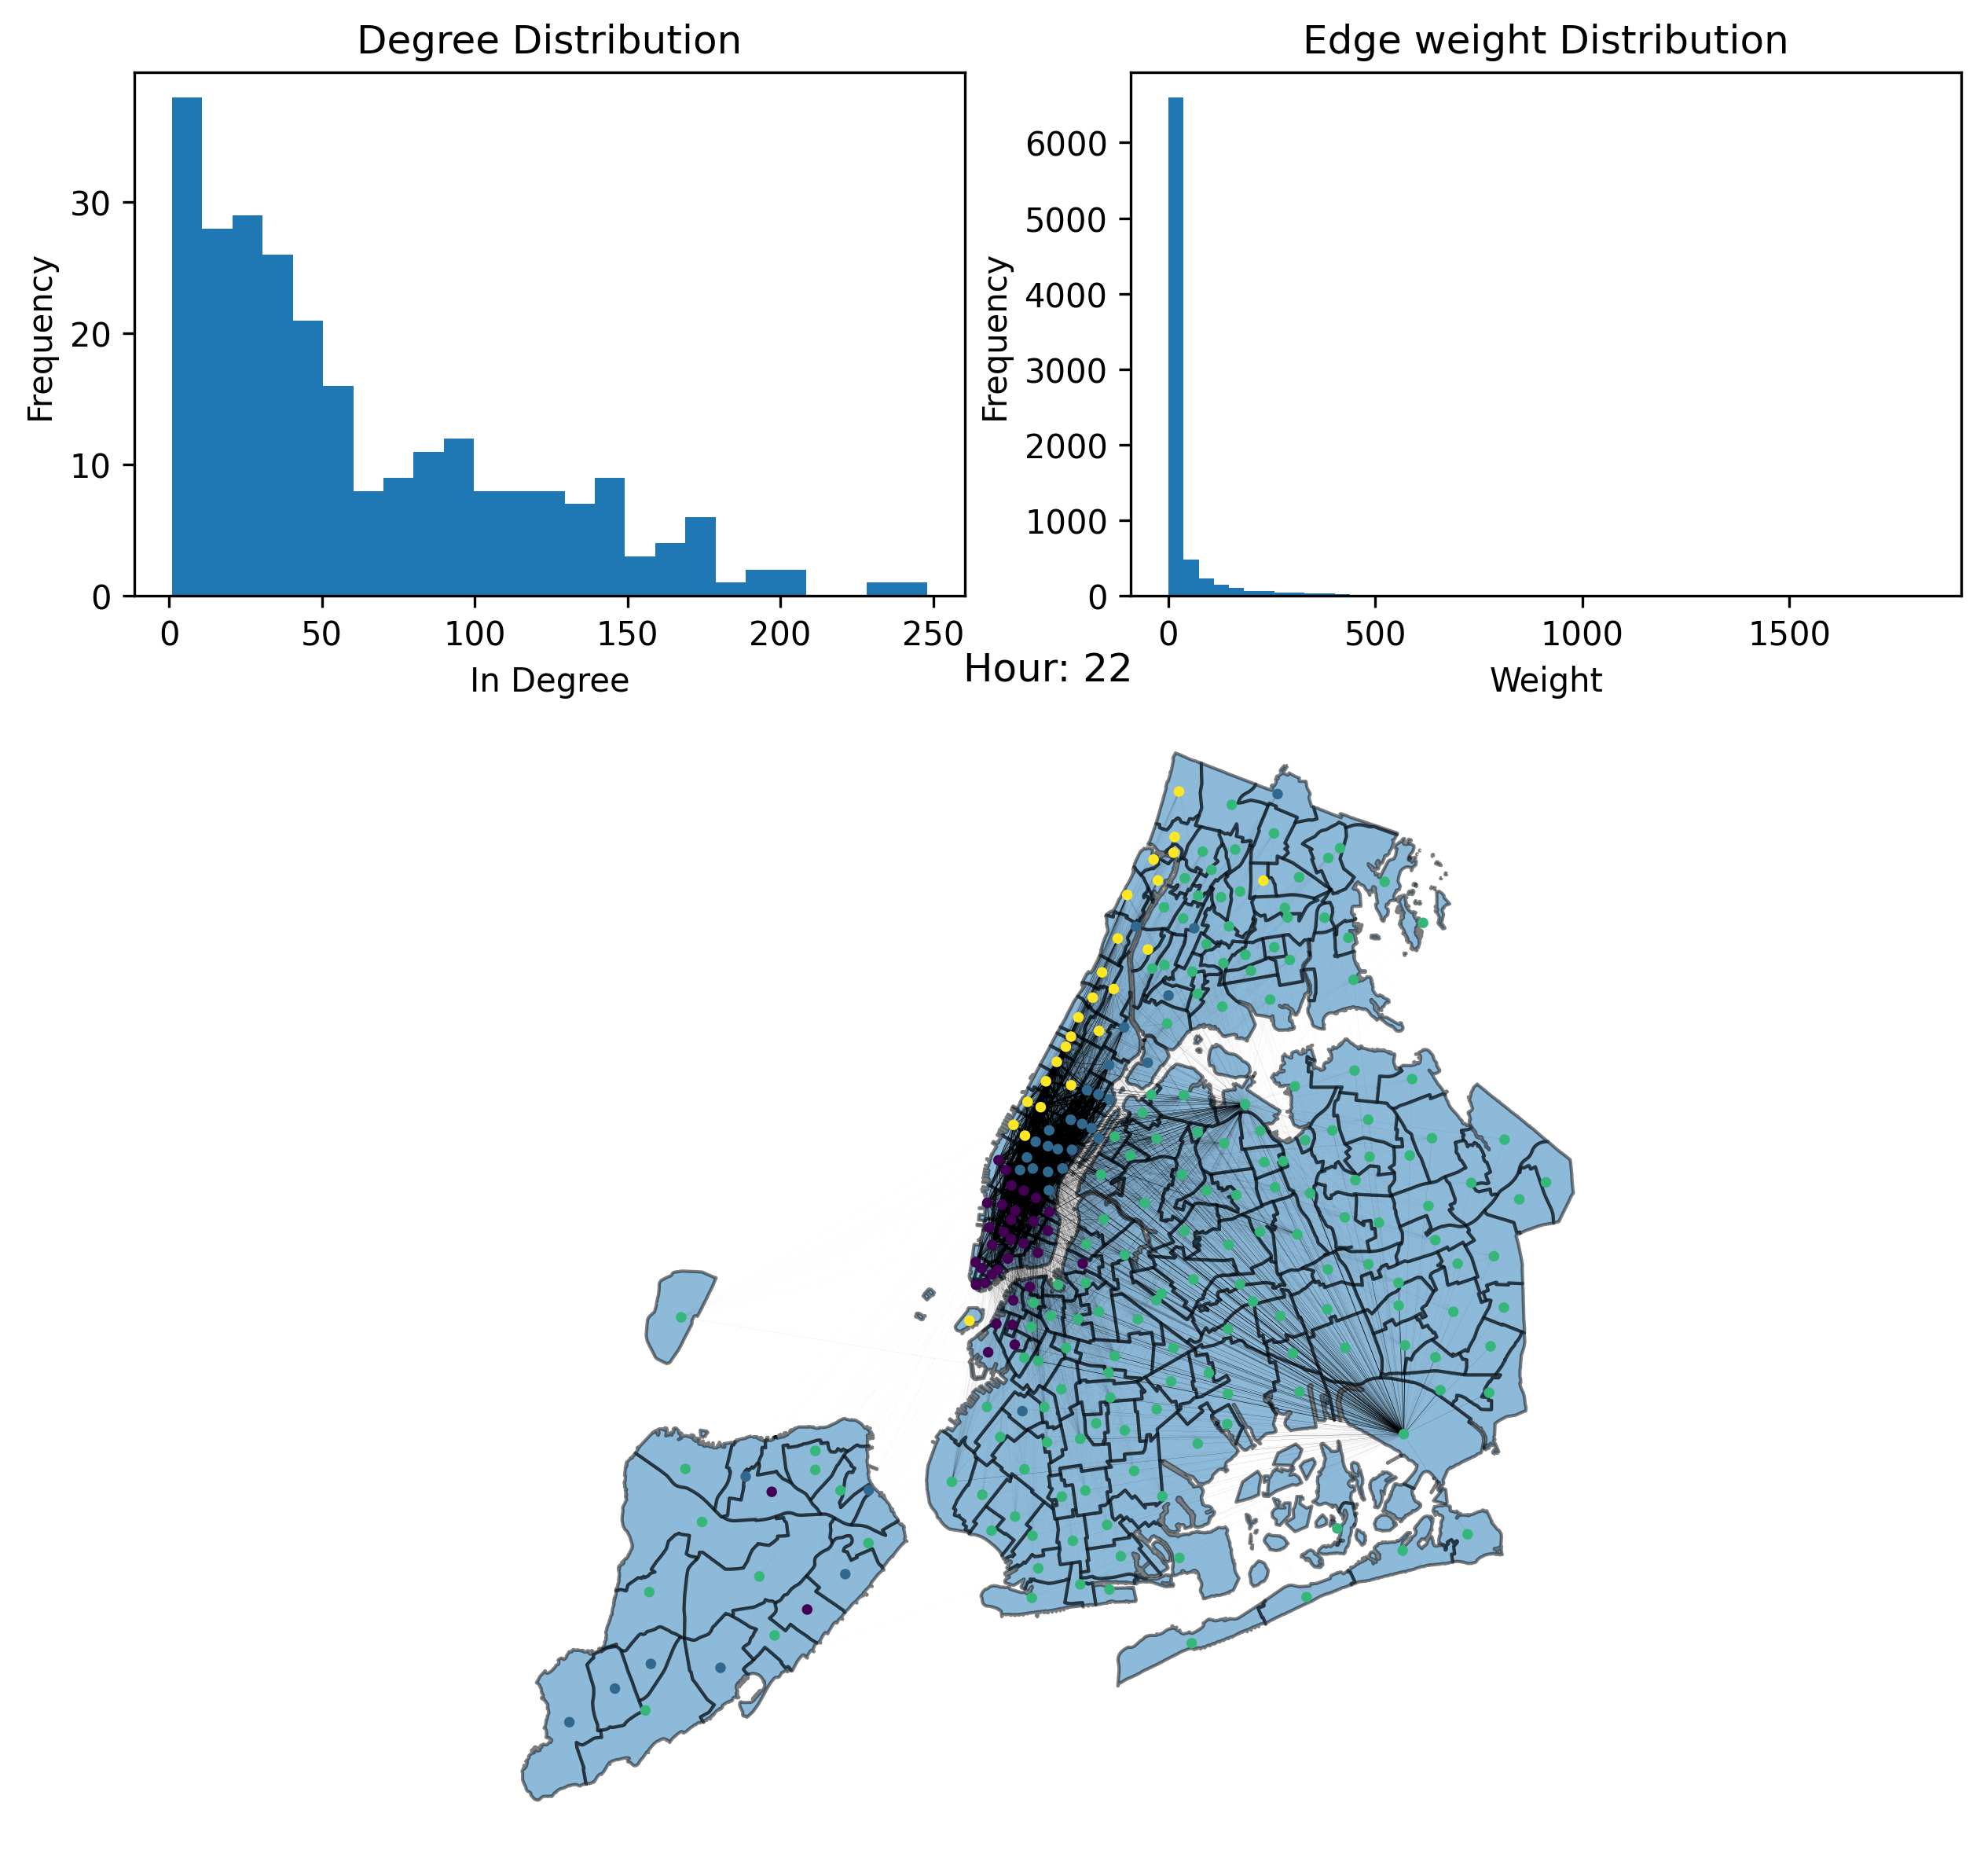 Degree Distribution
Frequency
30
20
10
0
0 50 100 150 200 250
In Degree
Edge weight Distribution
Frequency
6000
5000
4000
3000
2000
1000
0
0 500 1000 1500
Weight
Hour: 22